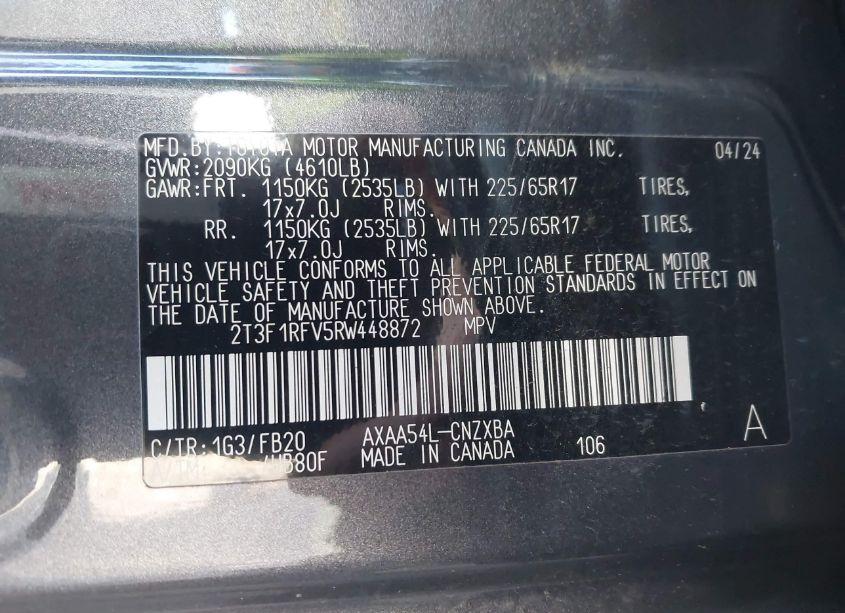 MFD.BY:TOYOTA MOTOR MANUFACTURING CANADA INC. 04/24
GVWR:2090KG (4610LB)
GAWR:FRT. 1150KG (2535LB) WITH 225/65R17 TIRES,
17x7.0J RIMS.
RR. 1150KG (2535LB) WITH 225/65R17 TIRES,
17x7.0J RIMS.
THIS VEHICLE CONFORMS TO ALL APPLICABLE FEDERAL MOTOR
VEHICLE SAFETY AND THEFT PREVENTION STANDARDS IN EFFECT ON
THE DATE OF MANUFACTURE SHOWN ABOVE.
2T3F1RFV5RW448872 MPV
C/TR:1G3/FB20 AXAA54L-CNZXBA
MADE IN CANADA 106 A